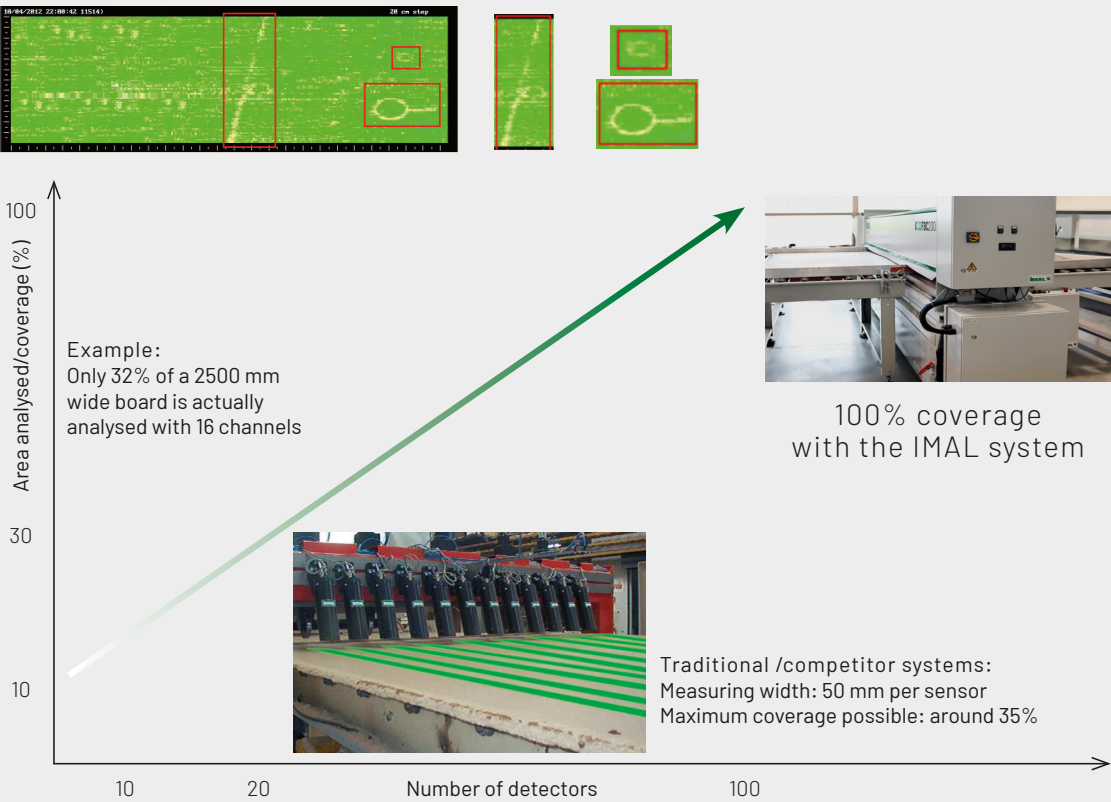 10/04/2012 22:00:42 11514)
20 cm step
100
Area analysed/coverage (%)
Example:
Only 32% of a 2500 mm
wide board is actually
analysed with 16 channels
100% coverage
with the IMAL system
30
Traditional /competitor systems:
Measuring width: 50 mm per sensor
Maximum coverage possible: around 35%
10
10
20
Number of detectors
100